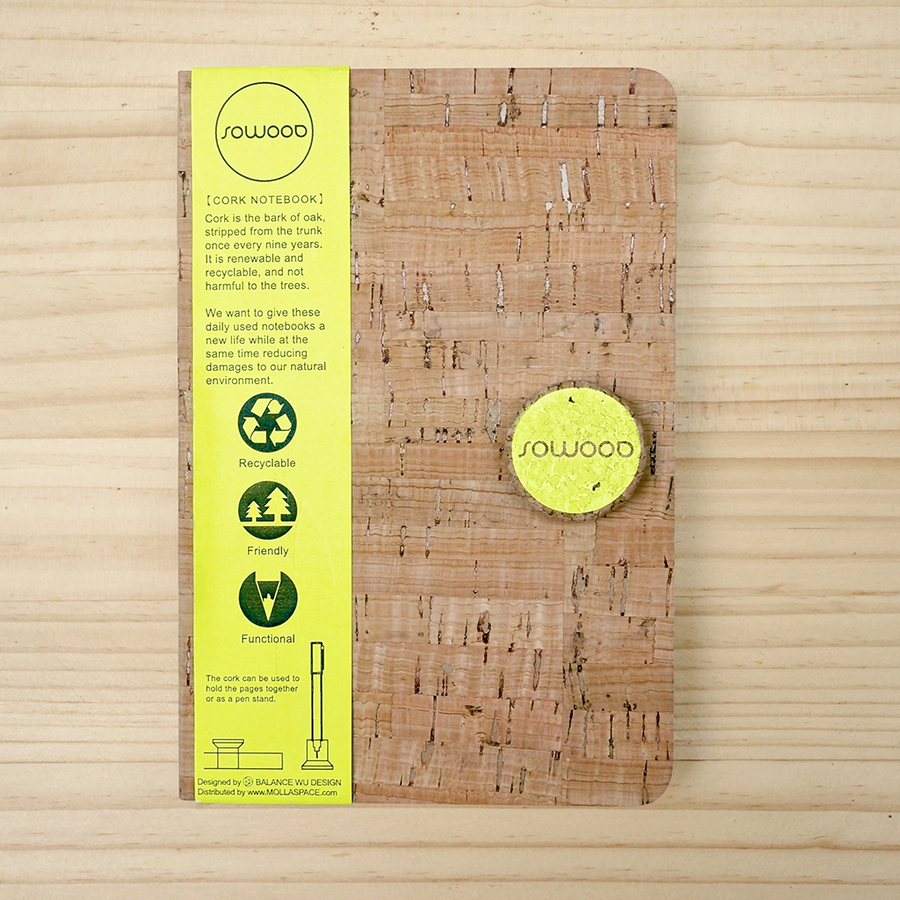 SOWOOD
【CORK NOTEBOOK】
Cork is the bark of oak,
stripped from the trunk
once every nine years.
It is renewable and
recyclable, and not
harmful to the trees.
We want to give these
daily used notebooks a
new life while at the
same time reducing
damages to our natural
environment.
Recyclable
Friendly
Functional
The cork can be used to
hold the pages together
or as a pen stand.
Designed by BALANCE WU DESIGN
Distributed by www.MOLLASPACE.com
SOWOOD